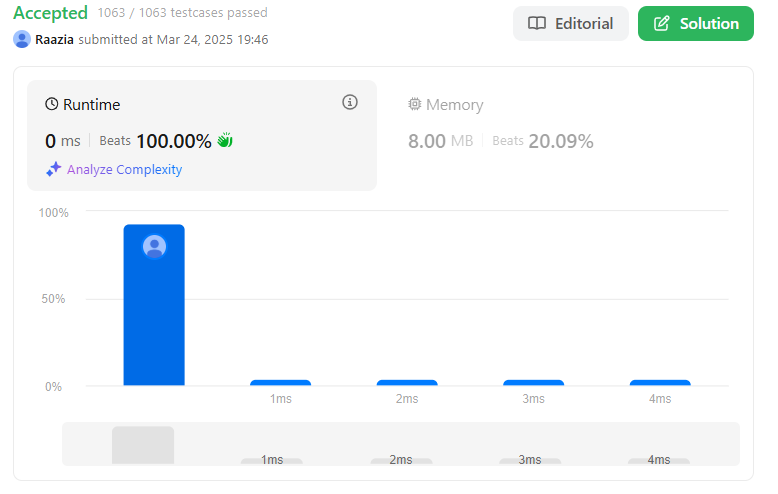 Accepted 1063 / 1063 testcases passed
Raazia submitted at Mar 24, 2025 19:46
Editorial
Solution
Runtime
0 ms Beats 100.00%
Analyze Complexity
Memory
8.00 MB Beats 20.09%
100%
50%
0%
1ms 2ms 3ms 4ms
1ms 2ms 3ms 4ms